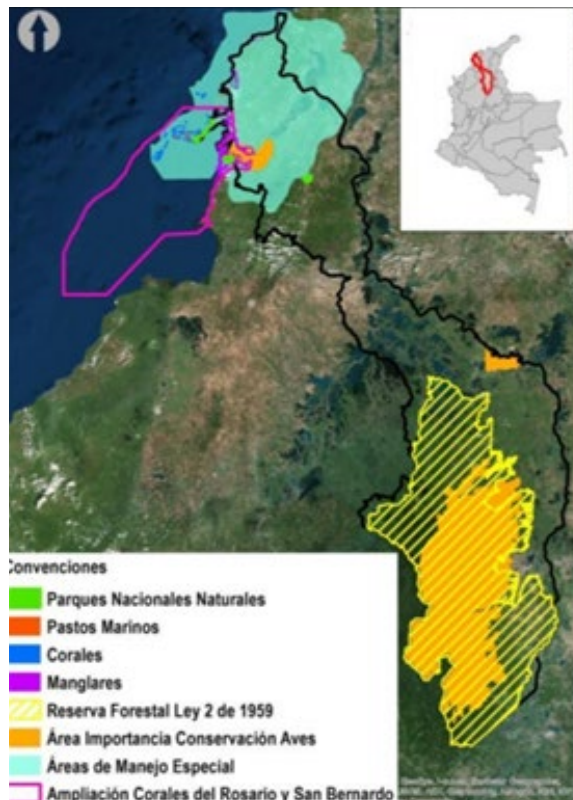 Convenciones
Parques Nacionales Naturales
Pastos Marinos
Corales
Manglares
Reserva Forestal Ley 2 de 1959
Área Importancia Conservación Aves
Áreas de Manejo Especial
Ampliación Corales del Rosario y San Bernardo